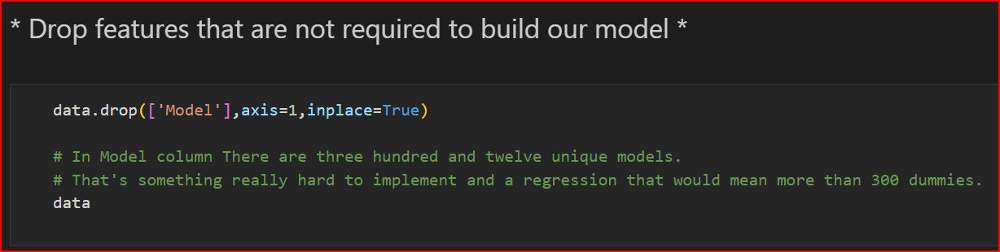 * Drop features that are not required to build our model *
data.drop(['Model'],axis=1,inplace=True)
# In Model column There are three hundred and twelve unique models.
# That's something really hard to implement and a regression that would mean more than 300 dummies.
data